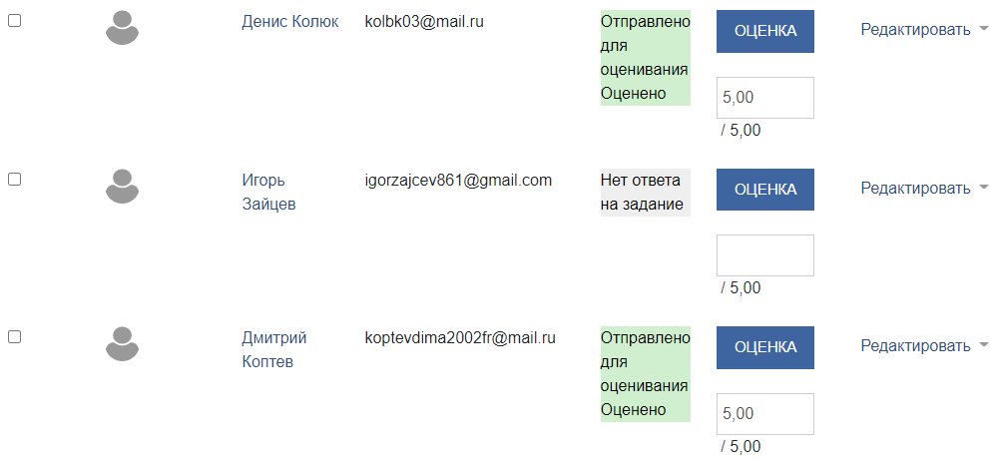 Денис Колюк kolbk03@mail.ru Отправлено ОЦЕНКА Редактировать
для
оценивания
Оценено 5,00
/ 5,00
Игорь igorzajcev861@gmail.com Нет ответа ОЦЕНКА Редактировать
Зайцев на задание
/ 5,00
Дмитрий koptevdima2002fr@mail.ru Отправлено ОЦЕНКА Редактировать
Коптев для
оценивания
Оценено 5,00
/ 5,00